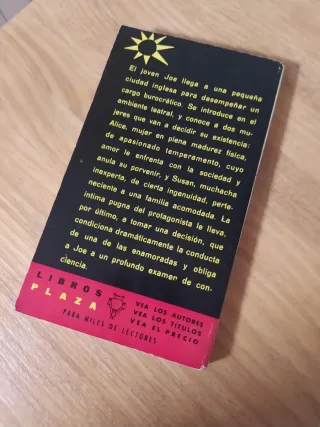 El joven Joe llega a una pequeña
ciudad inglesa para desempeñar un
cargo burocrático. Se introduce en el
ambiente teatral, y conoce a dos mu-
jeres que van a decidir su existencia:
Alice, mujer en plena madurez física,
de apasionado temperamento, cuyo
amor la enfrenta con la sociedad y
anula su porvenir; y Susan, muchacha
inexperta, de cierta ingenuidad, perte-
neciente a una familia acomodada. La
íntima pugna del protagonista la lleva,
por último, a tomar una decisión, que
condiciona dramáticamente la conducta
de una de las enamoradas y obliga
a Joe a un profundo examen de con-
ciencia.
LIBROS
PLAZA
VEA LOS AUTORES
VEA LOS TITULOS
VEA EL PRECIO
PARA MILES DE LECTORES